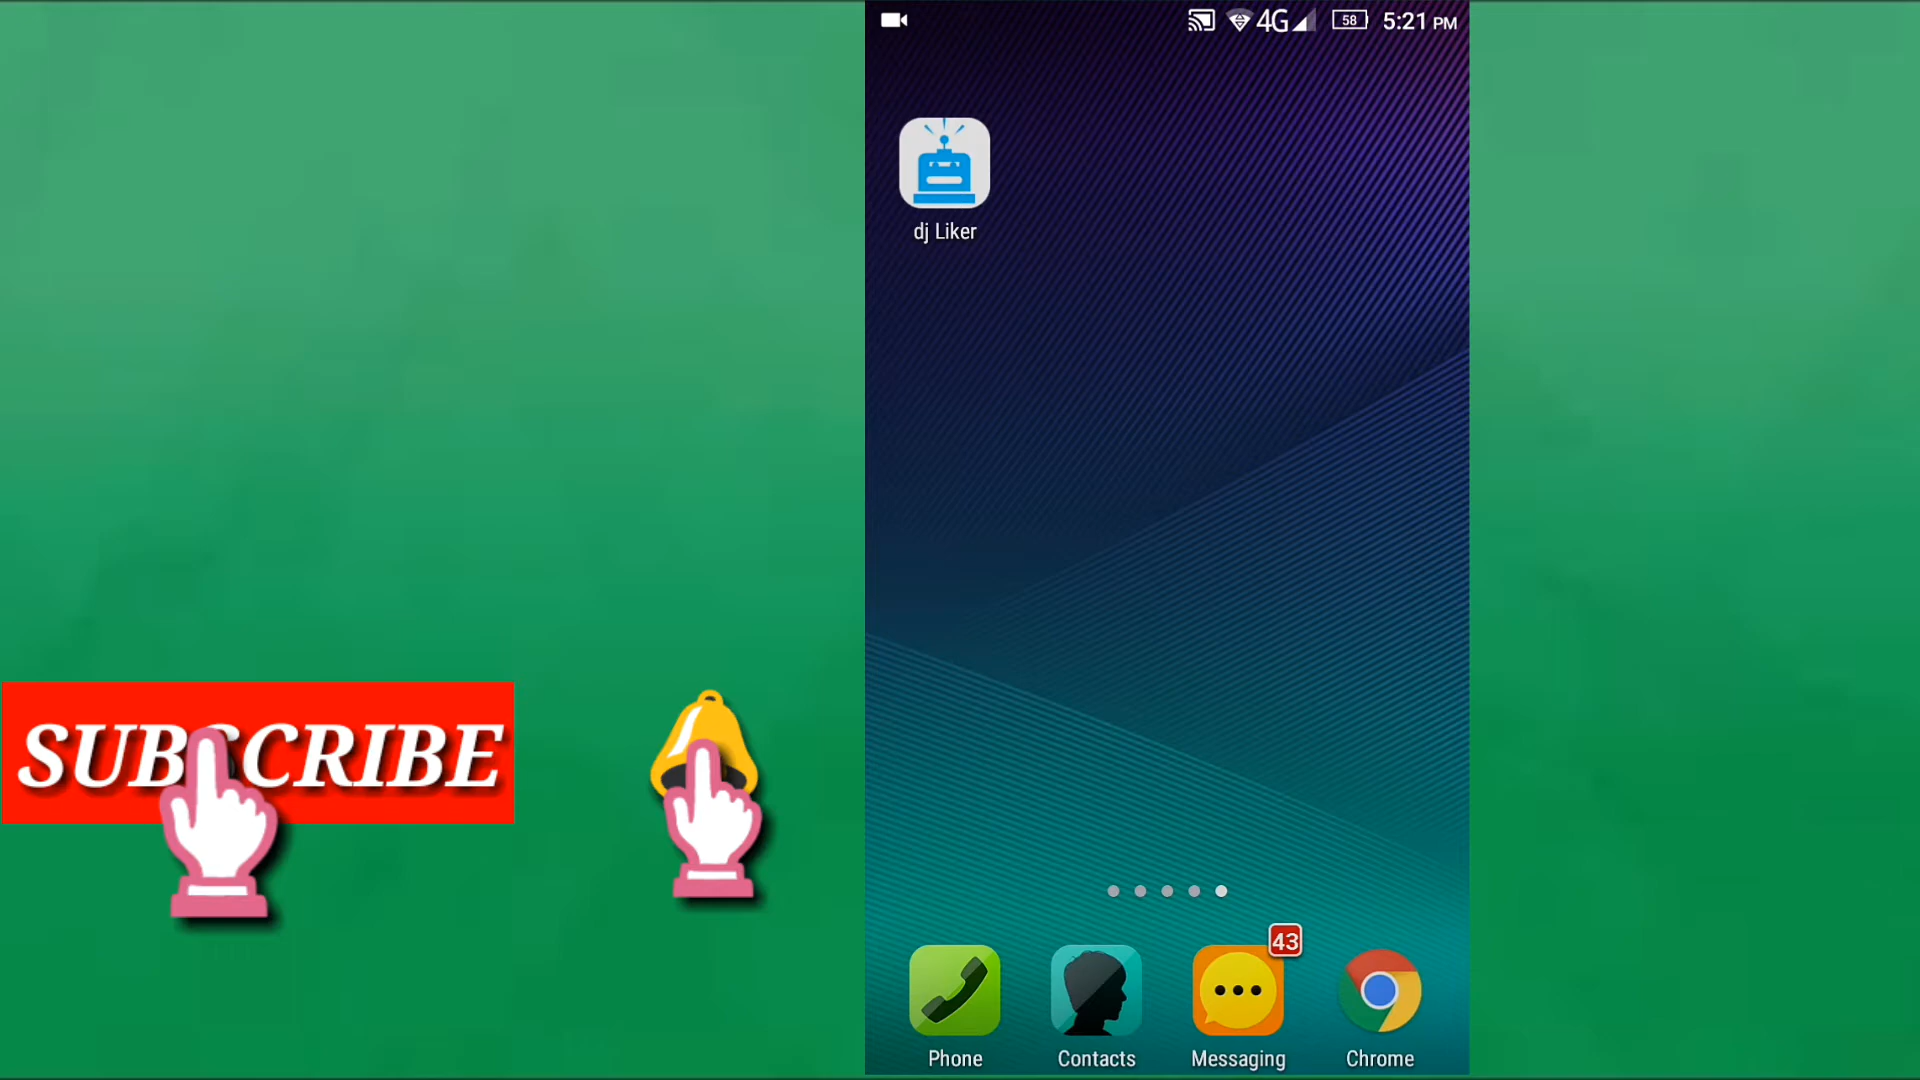 4G 58 5:21 PM
dj Liker
SUBSCRIBE
43
Phone Contacts Messaging Chrome